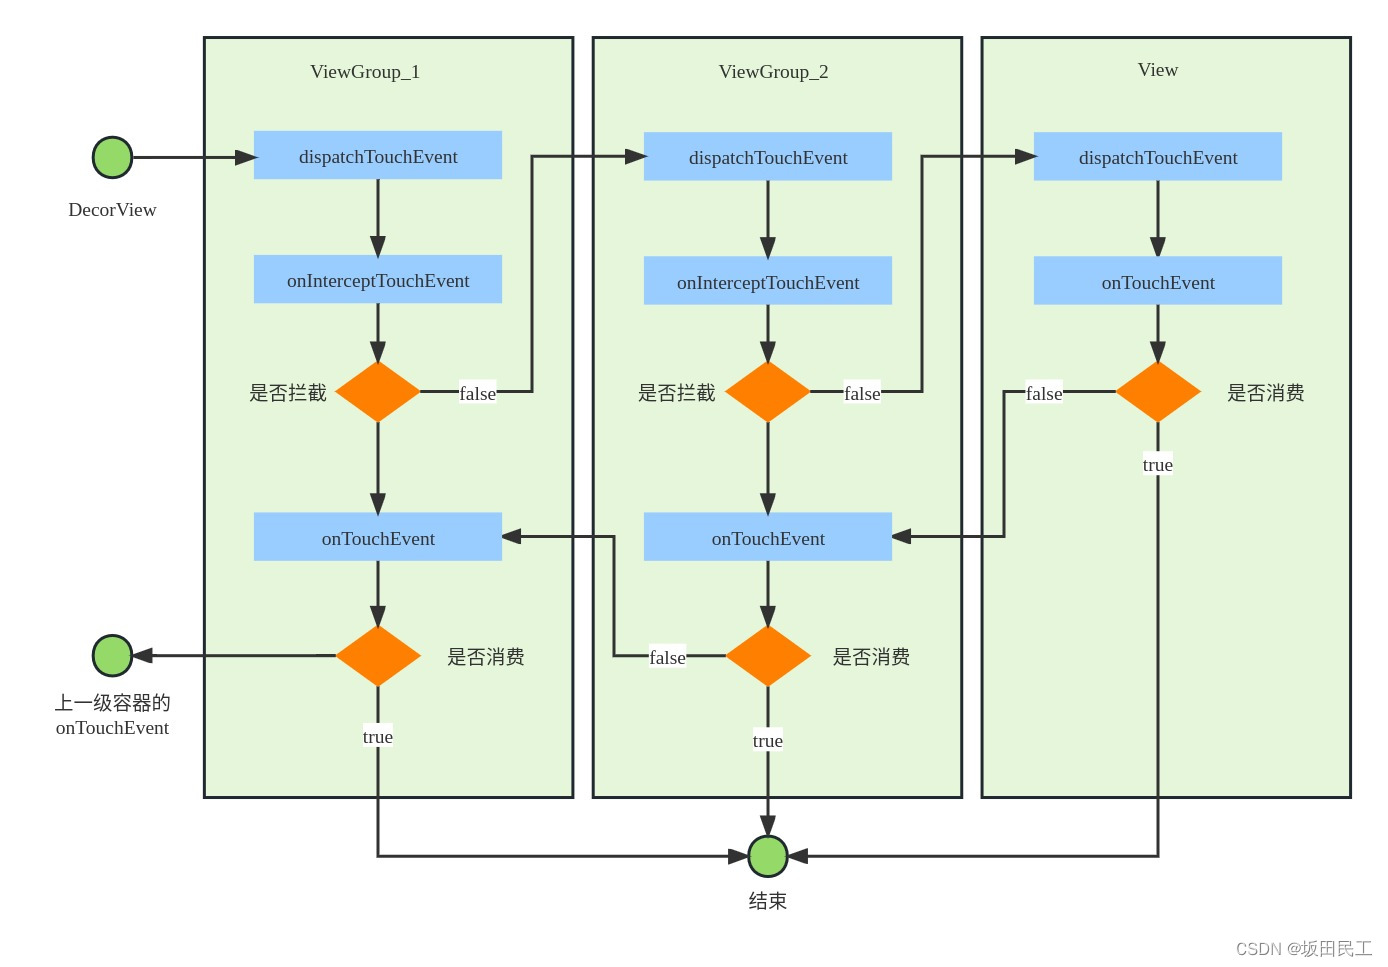 ViewGroup_1
ViewGroup_2
View
dispatchTouchEvent
dispatchTouchEvent
dispatchTouchEvent
DecorView
onInterceptTouchEvent
onInterceptTouchEvent
onTouchEvent
是否拦截
false
是否拦截
false
false
是否消费
true
onTouchEvent
onTouchEvent
是否消费
false
是否消费
上一级容器的
onTouchEvent
true
true
结束
CSDN @坂田民工